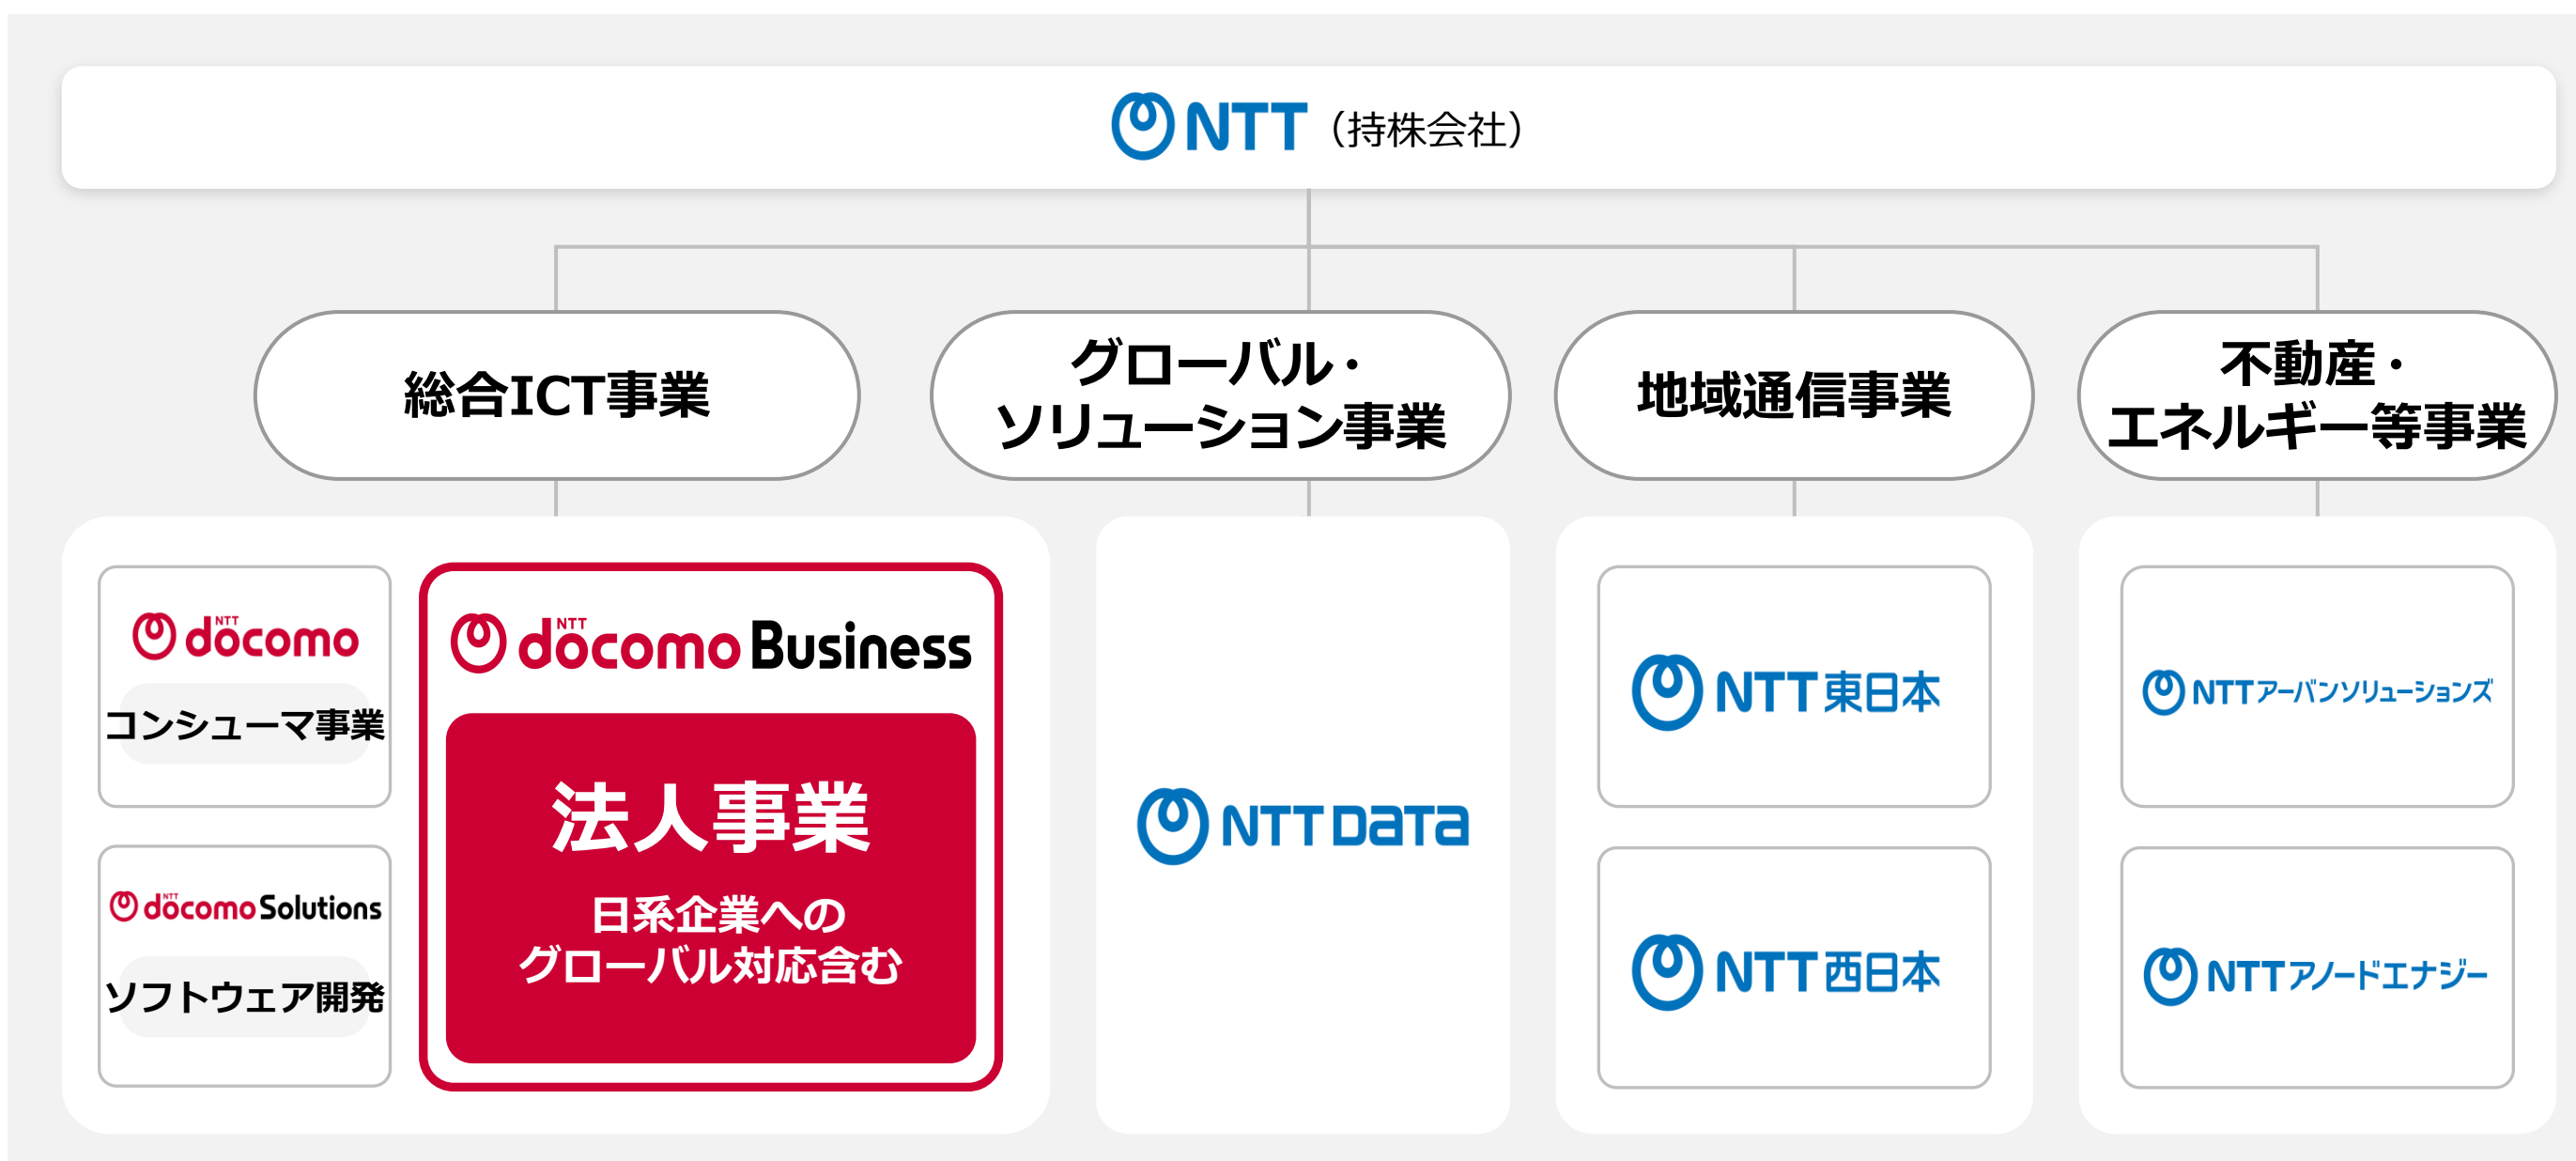 NTT（持株会社）
総合ICT事業
グローバル・
ソリューション事業
地域通信事業
不動産・
エネルギー等事業
NTT docomo
コンシューマ事業
NTT docomo Solutions
ソフトウェア開発
NTT docomo Business
法人事業
日系企業への
グローバル対応含む
NTT DATA
NTT東日本
NTT西日本
NTTアーバンソリューションズ
NTTアノードエナジー